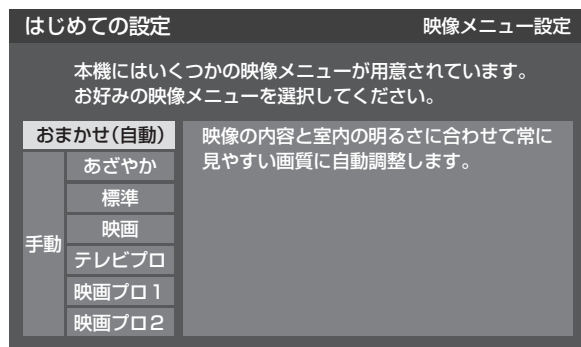 はじめての設定 映像メニュー設定
本機にはいくつかの映像メニューが用意されています。
お好みの映像メニューを選択してください。
おまかせ(自動)
映像の内容と室内の明るさに合わせて常に
見やすい画質に自動調整します。
手動
あざやか
標準
映画
テレビプロ
映画プロ1
映画プロ2